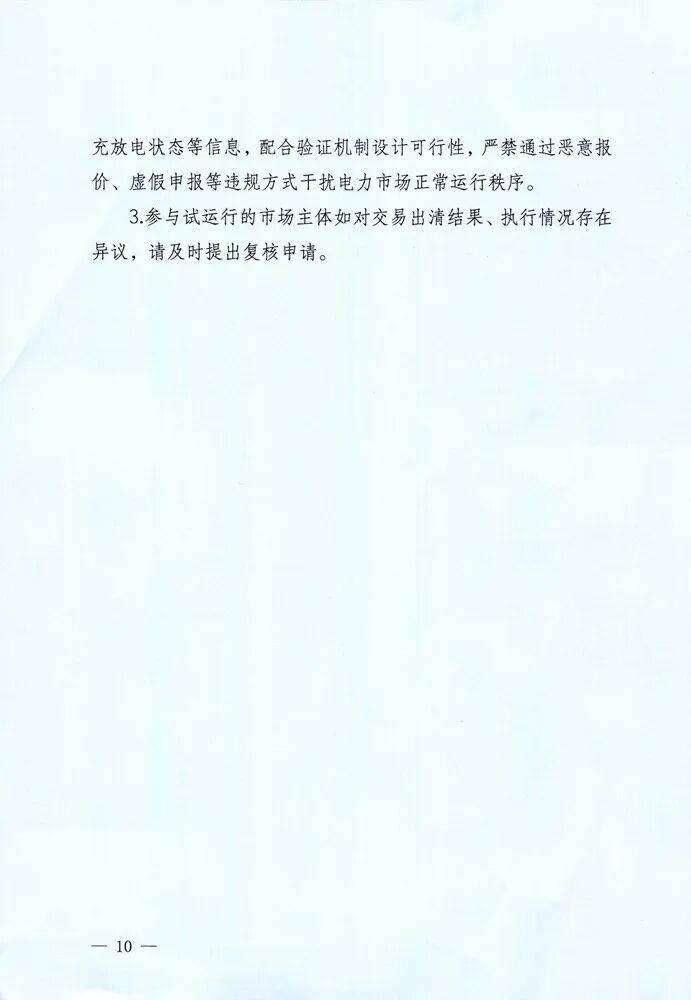 充放电状态等信息，配合验证机制设计可行性，严禁通过恶意报
价、虚假申报等违规方式干扰电力市场正常运行秩序。
3.参与试运行的市场主体如对交易出清结果、执行情况存在
异议，请及时提出复核申请。
— 10 —